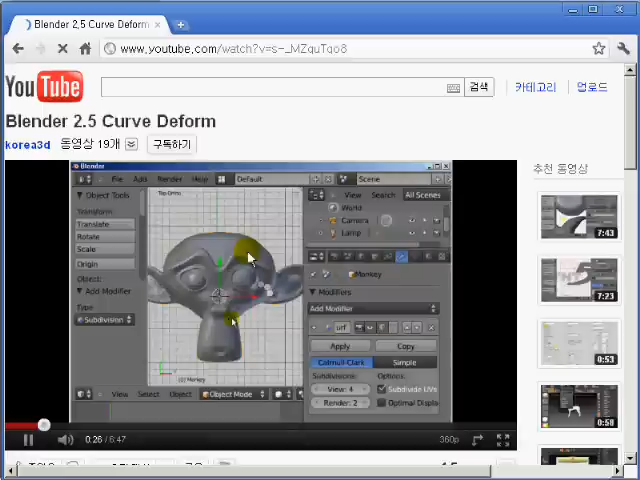 Blender 2,5 Curve Deform
www.youtube.com/watch?v=s-_MZquTqo8
YouTube
검색
카테고리
업로드
Blender 2.5 Curve Deform
korea3d
동영상 19개
구독하기
추천 동영상
Blender
File Add Render Help
Default
Scene
Object Tools
Transform:
Translate
Rotate
Scale
Origin
Object:
Add Modifier
Type
Subdivision
Top Ortho
(1) Monkey
View Select Object
Object Mode
View Search All Scenes
World
Camera
Lamp
Monkey
Modifiers
Add Modifier
urf
Apply
Copy
Catmull-Clark
Simple
Subdivisions:
Options:
View: 4
Subdivide UVs
Render: 2
Optimal Displa
7:43
7:23
0:53
0:58
0:26 / 6:47
360p